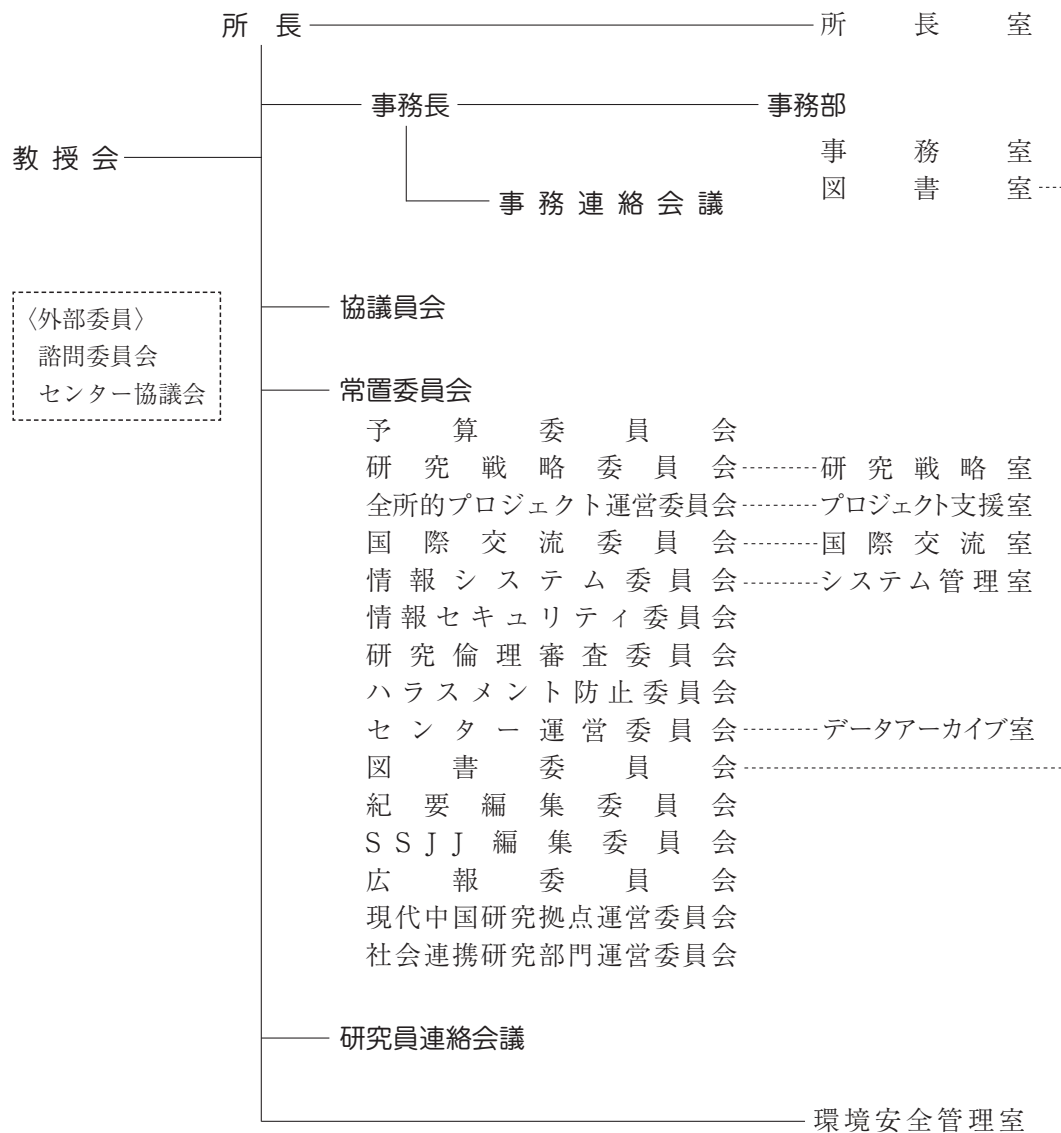 所長 所長室
事務長 事務部
教授会
事務室
図書室
事務連絡会議
協議員会
〈外部委員〉
諮問委員会
センター協議会
常置委員会
予算委員会
研究戦略委員会 研究戦略室
全所的プロジェクト運営委員会 プロジェクト支援室
国際交流委員会 国際交流室
情報システム委員会 システム管理室
情報セキュリティ委員会
研究倫理審査委員会
ハラスメント防止委員会
センター運営委員会 データアーカイブ室
図書委員会
紀要編集委員会
SSJJ編集委員会
広報委員会
現代中国研究拠点運営委員会
社会連携研究部門運営委員会
研究員連絡会議
環境安全管理室